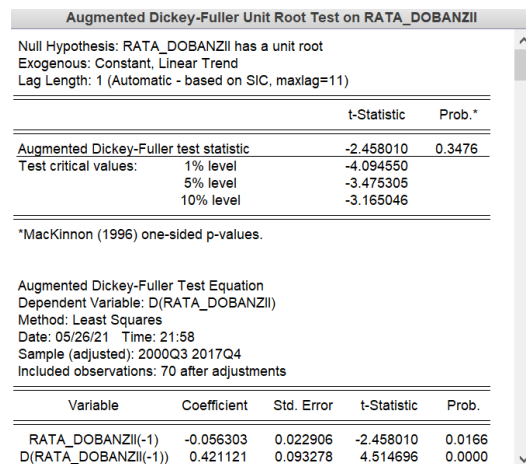 Augmented Dickey-Fuller Unit Root Test on RATA_DOBANZII
Null Hypothesis: RATA_DOBANZII has a unit root
Exogenous: Constant, Linear Trend
Lag Length: 1 (Automatic - based on SIC, maxlag=11)
t-Statistic Prob.*
Augmented Dickey-Fuller test statistic -2.458010 0.3476
Test critical values: 1% level -4.094550
5% level -3.475305
10% level -3.165046
*MacKinnon (1996) one-sided p-values.
Augmented Dickey-Fuller Test Equation
Dependent Variable: D(RATA_DOBANZII)
Method: Least Squares
Date: 05/26/21 Time: 21:58
Sample (adjusted): 2000Q3 2017Q4
Included observations: 70 after adjustments
Variable Coefficient Std. Error t-Statistic Prob.
RATA_DOBANZII(-1) -0.056303 0.022906 -2.458010 0.0166
D(RATA_DOBANZII(-1)) 0.421121 0.093278 4.514696 0.0000